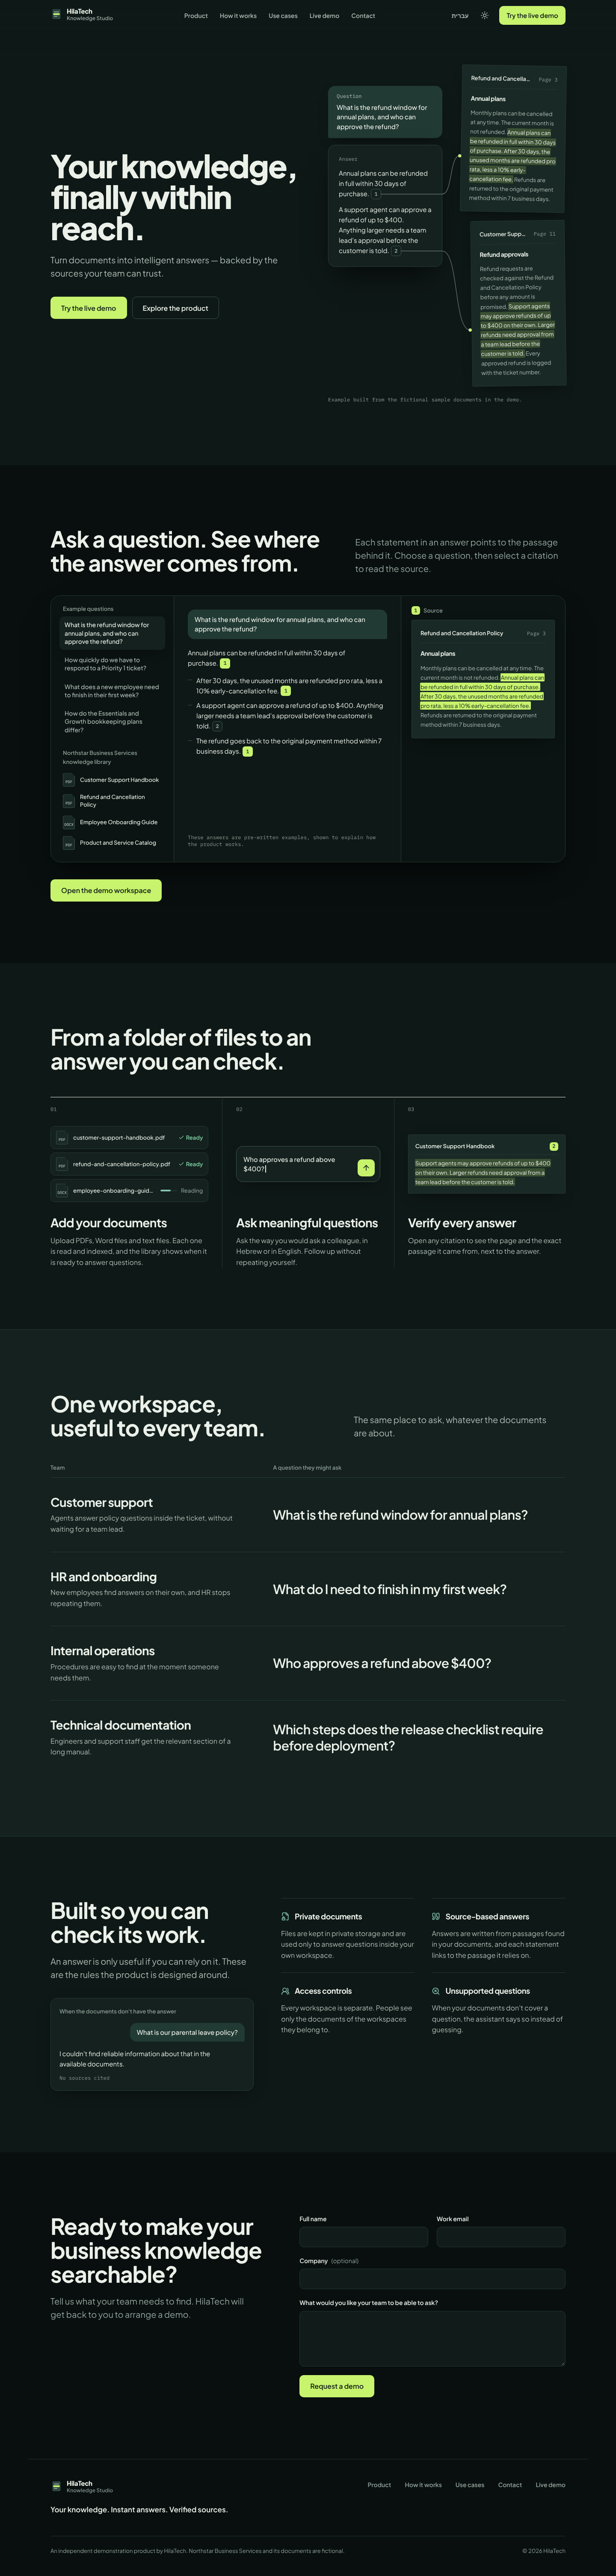 HilaTech
Knowledge Studio
Product
How it works
Use cases
Live demo
Contact
עברית
Try the live demo
Your knowledge,
finally within
reach.
Turn documents into intelligent answers — backed by the
sources your team can trust.
Try the live demo
Explore the product
Question
What is the refund window for
annual plans, and who can
approve the refund?
Answer
Annual plans can be refunded
in full within 30 days of
purchase. 1
A support agent can approve a
refund of up to $400.
Anything larger needs a team
lead's approval before the
customer is told. 2
Refund and Cancella… Page 3
Annual plans
Monthly plans can be cancelled
at any time. The current month is
not refunded. Annual plans can
be refunded in full within 30 days
of purchase. After 30 days, the
unused months are refunded pro
rata, less a 10% early-
cancellation fee. Refunds are
returned to the original payment
method within 7 business days.
Customer Supp… Page 11
Refund approvals
Refund requests are
checked against the Refund
and Cancellation Policy
before any amount is
promised. Support agents
may approve refunds of up
to $400 on their own. Larger
refunds need approval from
a team lead before the
customer is told. Every
approved refund is logged
with the ticket number.
Example built from the fictional sample documents in the demo.
Ask a question. See where
the answer comes from.
Each statement in an answer points to the passage
behind it. Choose a question, then select a citation
to read the source.
Example questions
What is the refund window for
annual plans, and who can
approve the refund?
How quickly do we have to
respond to a Priority 1 ticket?
What does a new employee need
to finish in their first week?
How do the Essentials and
Growth bookkeeping plans
differ?
Northstar Business Services
knowledge library
PDF Customer Support Handbook
PDF Refund and Cancellation
Policy
DOCX Employee Onboarding Guide
PDF Product and Service Catalog
What is the refund window for annual plans, and who can
approve the refund?
Annual plans can be refunded in full within 30 days of
purchase. 1
After 30 days, the unused months are refunded pro rata, less a
10% early-cancellation fee. 1
A support agent can approve a refund of up to $400. Anything
larger needs a team lead's approval before the customer is
told. 2
The refund goes back to the original payment method within 7
business days. 1
These answers are pre-written examples, shown to explain how
the product works.
1 Source
Refund and Cancellation Policy Page 3
Annual plans
Monthly plans can be cancelled at any time. The
current month is not refunded. Annual plans can
be refunded in full within 30 days of purchase.
After 30 days, the unused months are refunded
pro rata, less a 10% early-cancellation fee.
Refunds are returned to the original payment
method within 7 business days.
Open the demo workspace
From a folder of files to an
answer you can check.
01
PDF customer-support-handbook.pdf Ready
PDF refund-and-cancellation-policy.pdf Ready
DOCX employee-onboarding-guid… Reading
Add your documents
Upload PDFs, Word files and text files. Each one
is read and indexed, and the library shows when it
is ready to answer questions.
02
Who approves a refund above
$400?
Ask meaningful questions
Ask the way you would ask a colleague, in
Hebrew or in English. Follow up without
repeating yourself.
03
Customer Support Handbook 2
Support agents may approve refunds of up to $400
on their own. Larger refunds need approval from a
team lead before the customer is told.
Verify every answer
Open any citation to see the page and the exact
passage it came from, next to the answer.
One workspace,
useful to every team.
The same place to ask, whatever the documents
are about.
Team
A question they might ask
Customer support
Agents answer policy questions inside the ticket, without
waiting for a team lead.
What is the refund window for annual plans?
HR and onboarding
New employees find answers on their own, and HR stops
repeating them.
What do I need to finish in my first week?
Internal operations
Procedures are easy to find at the moment someone
needs them.
Who approves a refund above $400?
Technical documentation
Engineers and support staff get the relevant section of a
long manual.
Which steps does the release checklist require
before deployment?
Built so you can
check its work.
An answer is only useful if you can rely on it. These
are the rules the product is designed around.
When the documents don't have the answer
What is our parental leave policy?
I couldn't find reliable information about that in the
available documents.
No sources cited
Private documents
Files are kept in private storage and are
used only to answer questions inside your
own workspace.
Source-based answers
Answers are written from passages found
in your documents, and each statement
links to the passage it relies on.
Access controls
Every workspace is separate. People see
only the documents of the workspaces
they belong to.
Unsupported questions
When your documents don't cover a
question, the assistant says so instead of
guessing.
Ready to make your
business knowledge
searchable?
Tell us what your team needs to find. HilaTech will
get back to you to arrange a demo.
Full name
Work email
Company (optional)
What would you like your team to be able to ask?
Request a demo
HilaTech
Knowledge Studio
Your knowledge. Instant answers. Verified sources.
Product
How it works
Use cases
Contact
Live demo
An independent demonstration product by HilaTech. Northstar Business Services and its documents are fictional.
© 2026 HilaTech